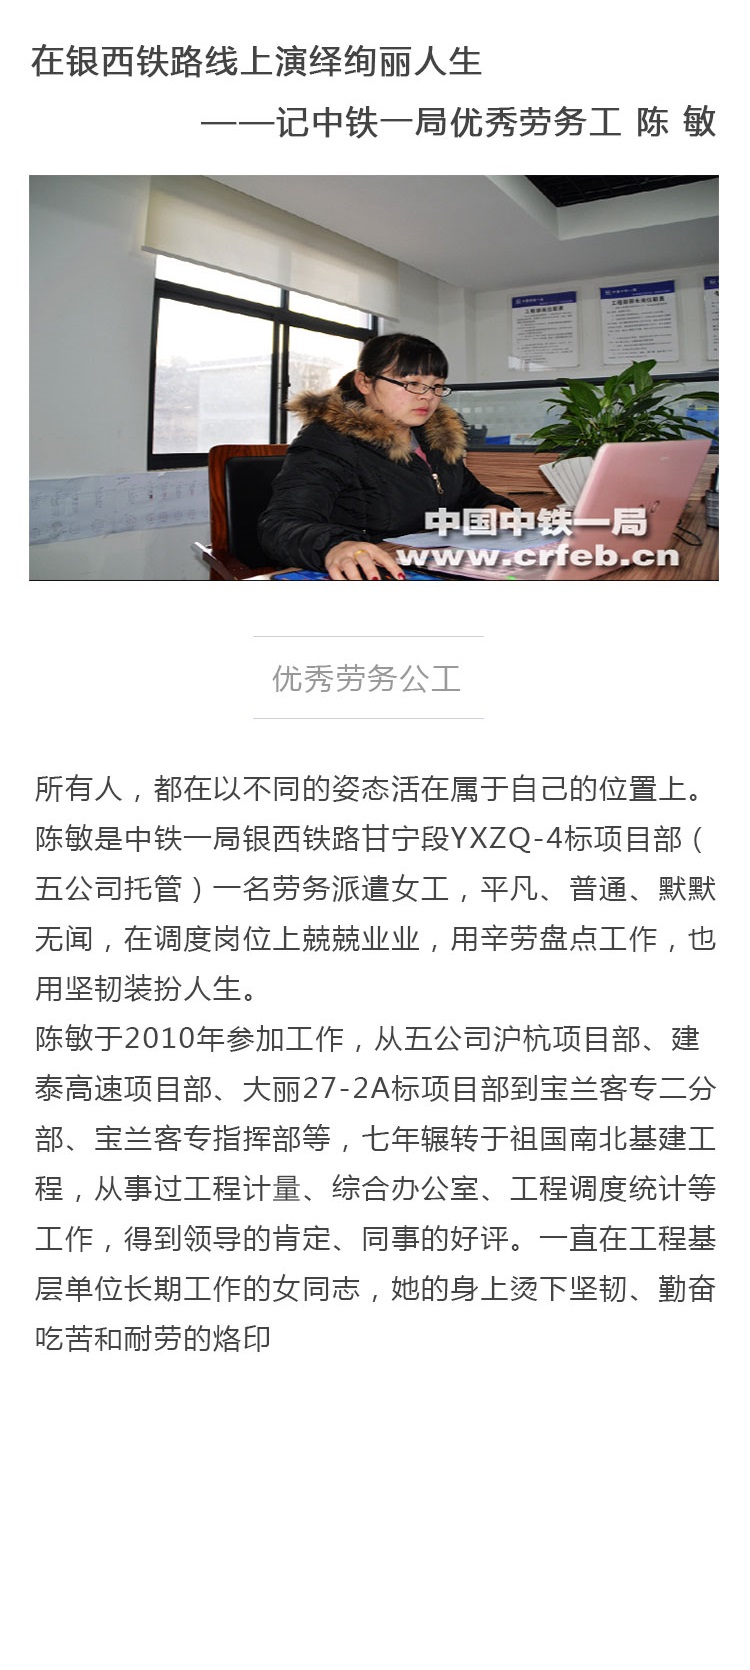 在银西铁路线上演绎绚丽人生
———记中铁一局优秀劳务工 陈 敏
中国中铁一局
www.crfeb.cn
优秀劳务公工
所有人，都在以不同的姿态活在属于自己的位置上。
陈敏是中铁一局银西铁路甘宁段YXZQ-4标项目部（
五公司托管）一名劳务派遣女工，平凡、普通、默默
无闻，在调度岗位上兢兢业业，用辛劳盘点工作，也
用坚韧装扮人生。
陈敏于2010年参加工作，从五公司沪杭项目部、建
泰高速项目部、大丽27-2A标项目部到宝兰客专二分
部、宝兰客专指挥部等，七年辗转于祖国南北基建工
程，从事过工程计量、综合办公室、工程调度统计等
工作，得到领导的肯定、同事的好评。一直在工程基
层单位长期工作的女同志，她的身上烫下坚韧、勤奋
吃苦和耐劳的烙印